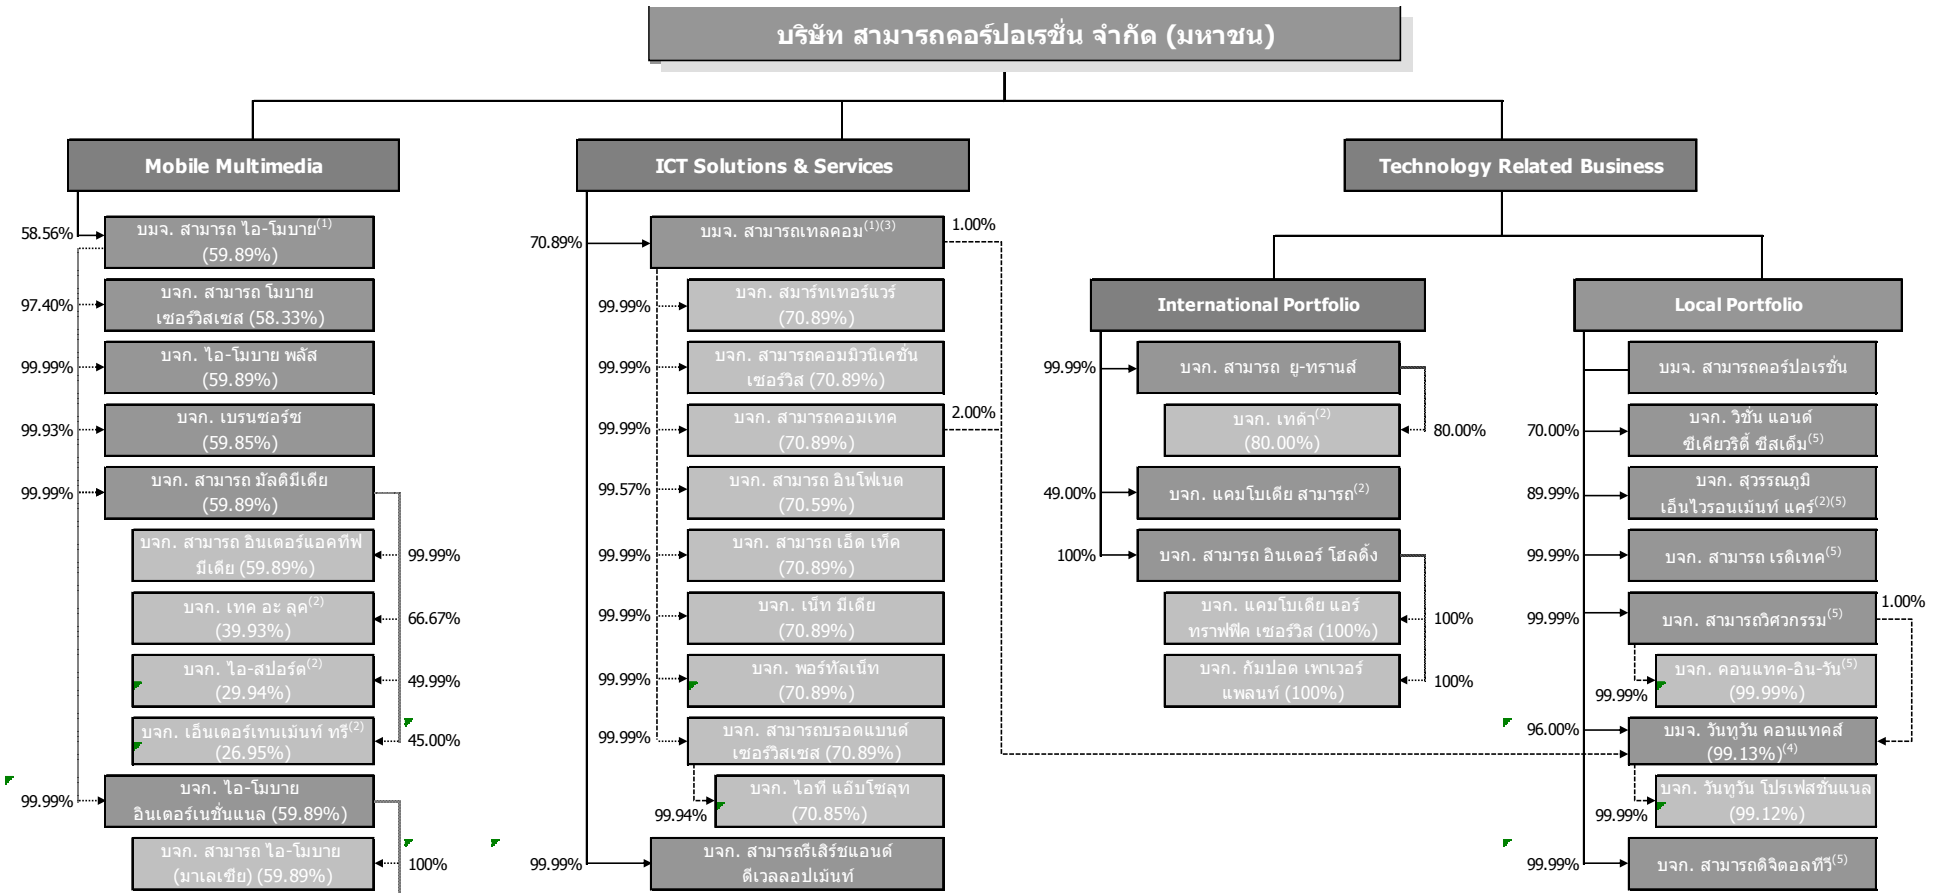 บริษัท สามารถคอร์ปอเรชั่น จำกัด (มหาชน)
Mobile Multimedia
58.56%
บมจ. สามารถ ไอ-โมบาย(1)
(59.89%)
97.40%
บจก. สามารถ โมบาย
เซอร์วิสเซส (58.33%)
99.99%
บจก. ไอ-โมบาย พลัส
(59.89%)
99.93%
บจก. เบรนซอร์ซ
(59.85%)
99.99%
บจก. สามารถ มัลติมีเดีย
(59.89%)
บจก. สามารถ อินเตอร์แอคทีฟ
มีเดีย (59.89%)
99.99%
บจก. เทค อะ ลุค(2)
(39.93%)
66.67%
บจก. ไอ-สปอร์ต(2)
(29.94%)
49.99%
บจก. เอ็นเตอร์เทนเม้นท์ ทรี(2)
(26.95%)
45.00%
99.99%
บจก. ไอ-โมบาย
อินเตอร์เนชั่นแนล (59.89%)
บจก. สามารถ ไอ-โมบาย
(มาเลเซีย) (59.89%)
100%
ICT Solutions & Services
70.89%
บมจ. สามารถเทลคอม(1)(3)
1.00%
99.99%
บจก. สมาร์ทเทอร์แวร์
(70.89%)
99.99%
บจก. สามารถคอมมิวนิเคชั่น
เซอร์วิส (70.89%)
99.99%
บจก. สามารถคอมเทค
(70.89%)
2.00%
99.57%
บจก. สามารถ อินโฟเนต
(70.59%)
99.99%
บจก. สามารถ เอ็ด เท็ค
(70.89%)
99.99%
บจก. เน็ท มีเดีย
(70.89%)
99.99%
บจก. พอร์ทัลเน็ท
(70.89%)
99.99%
บจก. สามารถบรอดแบนด์
เซอร์วิสเซส (70.89%)
99.94%
บจก. ไอที แอ๊บโซ่ลุท
(70.85%)
99.99%
บจก. สามารถรีเสิร์ชแอนด์
ดีเวลลอปเม้นท์
Technology Related Business
International Portfolio
99.99%
บจก. สามารถ ยู-ทรานส์
บจก. เทด้า(2)
(80.00%)
80.00%
49.00%
บจก. แคมโบเดีย สามารถ(2)
100%
บจก. สามารถ อินเตอร์ โฮลดิ้ง
บจก. แคมโบเดีย แอร์
ทราฟฟิค เซอร์วิส (100%)
100%
บจก. กัมปอต เพาเวอร์
แพลนท์ (100%)
100%
Local Portfolio
บมจ. สามารถคอร์ปอเรชั่น
70.00%
บจก. วิชั่น แอนด์
ซีเคียวริตี้ ซีสเต็ม(5)
89.99%
บจก. สุวรรณภูมิ
เอ็นไวรอนเม้นท์ แคร์(2)(5)
99.99%
บจก. สามารถ เรดิเทค(5)
99.99%
บจก. สามารถวิศวกรรม(5)
1.00%
บจก. คอนแทค-อิน-วัน(5)
(99.99%)
99.99%
96.00%
บมจ. วันทูวัน คอนแทคส์
(99.13%)(4)
บจก. วันทูวัน โปรเฟสชั่นแนล
(99.12%)
99.99%
99.99%
บจก. สามารถดิจิตอลทีวี(5)